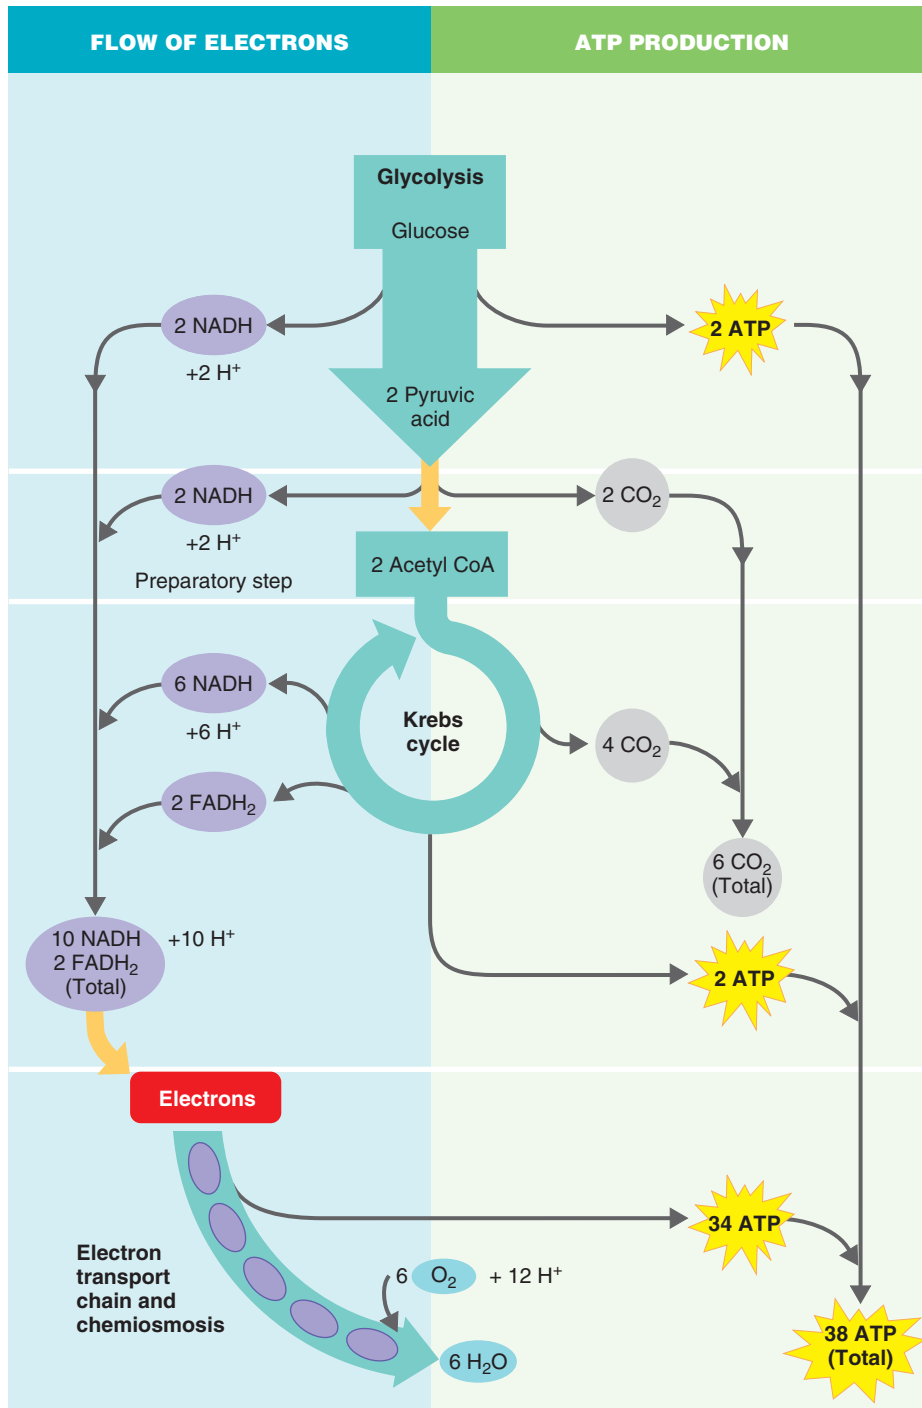 FLOW OF ELECTRONS
ATP PRODUCTION
Glycolysis
Glucose
2 NADH
+2 H⁺
2 ATP
2 Pyruvic
acid
2 NADH
+2 H⁺
2 CO₂
Preparatory step
2 Acetyl CoA
6 NADH
+6 H⁺
Krebs
cycle
4 CO₂
2 FADH₂
6 CO₂
(Total)
10 NADH
2 FADH₂
(Total)
+10 H⁺
2 ATP
Electrons
34 ATP
Electron
transport
chain and
chemiosmosis
6 O₂ + 12 H⁺
6 H₂O
38 ATP
(Total)